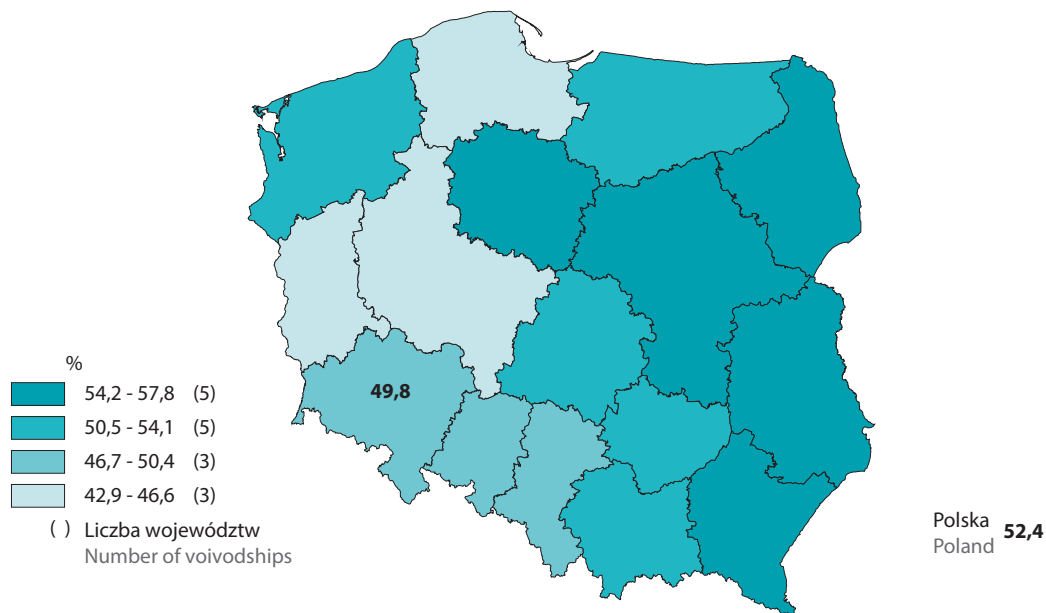 49,8
%
54,2 - 57,8 (5)
50,5 - 54,1 (5)
46,7 - 50,4 (3)
42,9 - 46,6 (3)
( ) Liczba województw
Number of voivodships
Polska 52,4
Poland